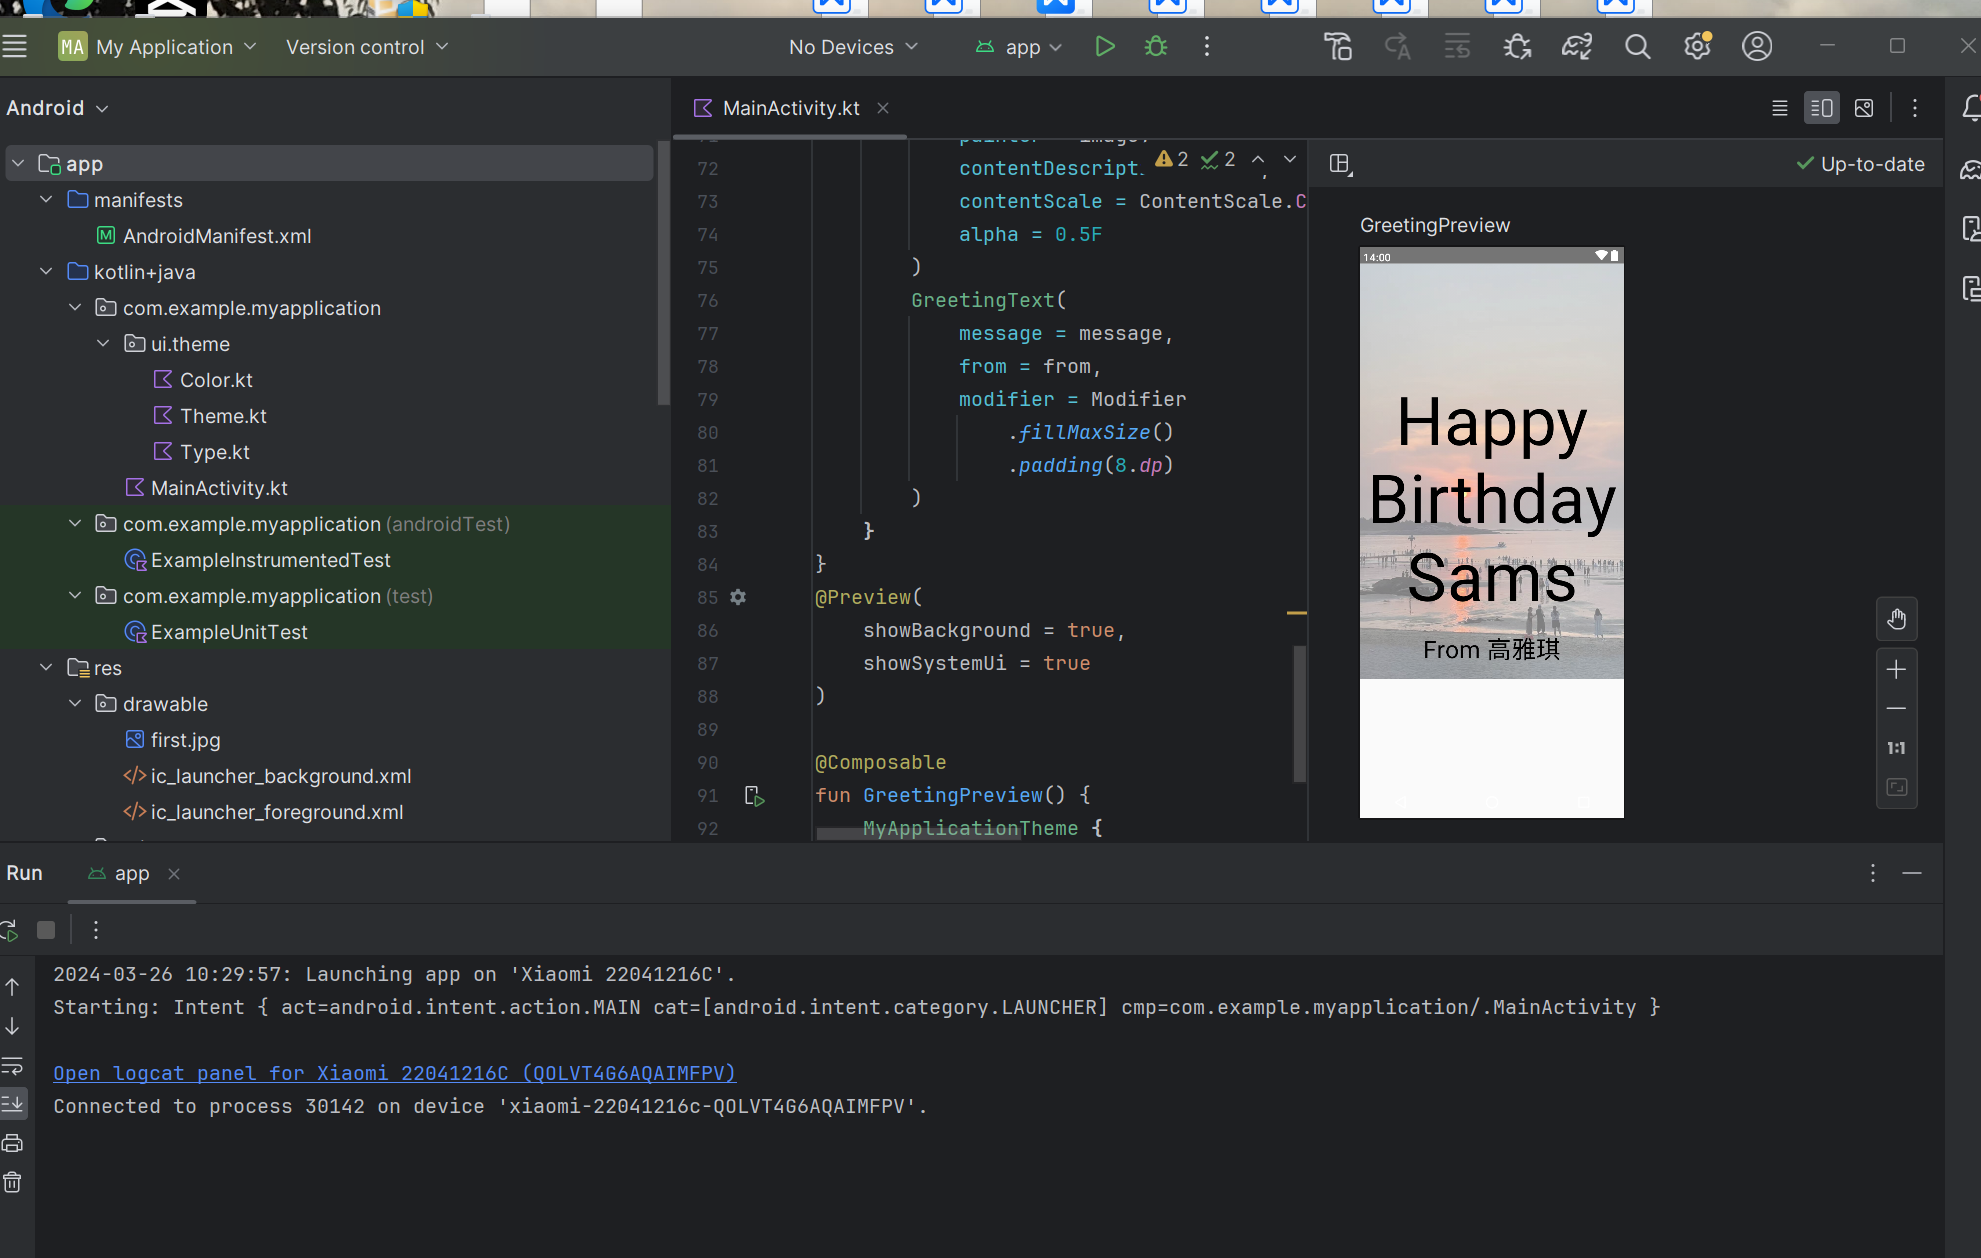 MA My Application Version control No Devices app
Android
MainActivity.kt
app
manifests
AndroidManifest.xml
kotlin+java
com.example.myapplication
ui.theme
Color.kt
Theme.kt
Type.kt
MainActivity.kt
com.example.myapplication (androidTest)
ExampleInstrumentedTest
com.example.myapplication (test)
ExampleUnitTest
res
drawable
first.jpg
ic_launcher_background.xml
ic_launcher_foreground.xml
2 2
72 contentDescript
73 contentScale = ContentScale.C
74 alpha = 0.5F
75 )
76 GreetingText(
77 message = message,
78 from = from,
79 modifier = Modifier
80 .fillMaxSize()
81 .padding(8.dp)
82 )
83 }
84 }
85 @Preview(
86 showBackground = true,
87 showSystemUi = true
88 )
89
90 @Composable
91 fun GreetingPreview() {
92 MyApplicationTheme {
Up-to-date
GreetingPreview
14:00
Happy
Birthday
Sams
From 高雅琪
1:1
Run app
2024-03-26 10:29:57: Launching app on 'Xiaomi 22041216C'.
Starting: Intent { act=android.intent.action.MAIN cat=[android.intent.category.LAUNCHER] cmp=com.example.myapplication/.MainActivity }
Open logcat panel for Xiaomi 22041216C (QOLVT4G6AQAIMFPV)
Connected to process 30142 on device 'xiaomi-22041216c-QOLVT4G6AQAIMFPV'.